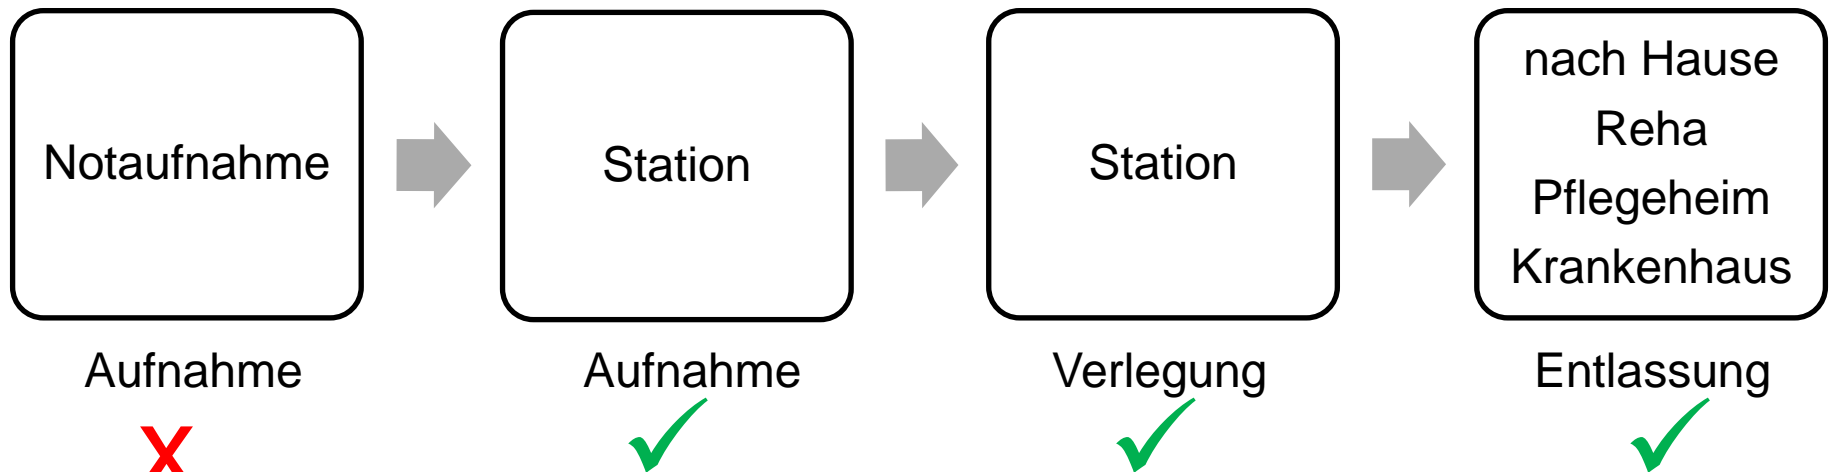 Notaufnahme
Station
Station
nach Hause
Reha
Pflegeheim
Krankenhaus
Aufnahme
Aufnahme
Verlegung
Entlassung
X